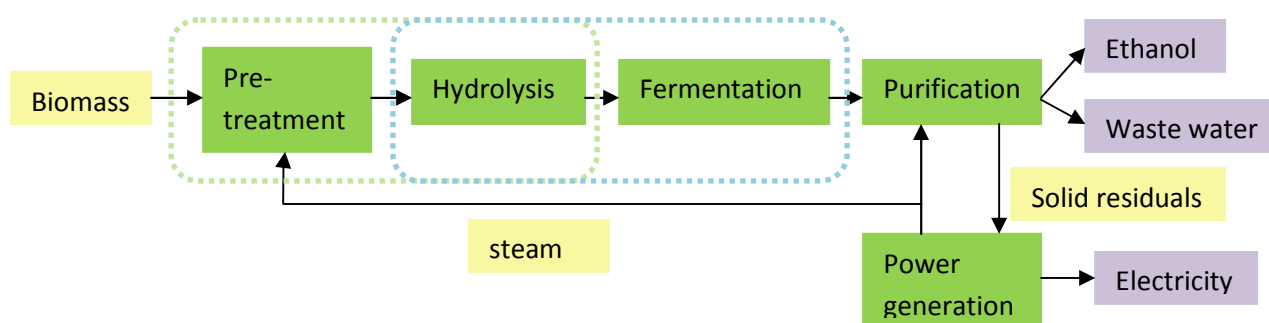 Biomass
Pre-
treatment
Hydrolysis
Fermentation
Purification
Ethanol
Waste water
Solid residuals
steam
Power
generation
Electricity